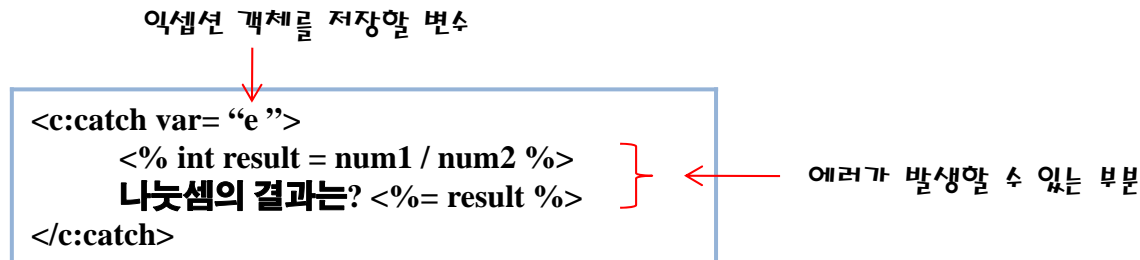 익셉션 객체를 저장할 변수
<c:catch var= “e ”>
<% int result = num1 / num2 %>
나눗셈의 결과는? <%= result %>
</c:catch>
에러가 발생할 수 있는 부분